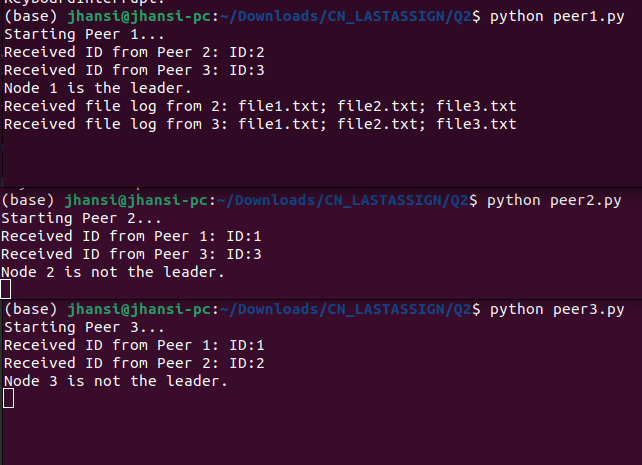 KeyboardInterrupt.
(base) jhansi@jhansi-pc:~/Downloads/CN_LASTASSIGN/Q2$ python peer1.py
Starting Peer 1...
Received ID from Peer 2: ID:2
Received ID from Peer 3: ID:3
Node 1 is the leader.
Received file log from 2: file1.txt; file2.txt; file3.txt
Received file log from 3: file1.txt; file2.txt; file3.txt
(base) jhansi@jhansi-pc:~/Downloads/CN_LASTASSIGN/Q2$ python peer2.py
Starting Peer 2...
Received ID from Peer 1: ID:1
Received ID from Peer 3: ID:3
Node 2 is not the leader.
(base) jhansi@jhansi-pc:~/Downloads/CN_LASTASSIGN/Q2$ python peer3.py
Starting Peer 3...
Received ID from Peer 1: ID:1
Received ID from Peer 2: ID:2
Node 3 is not the leader.